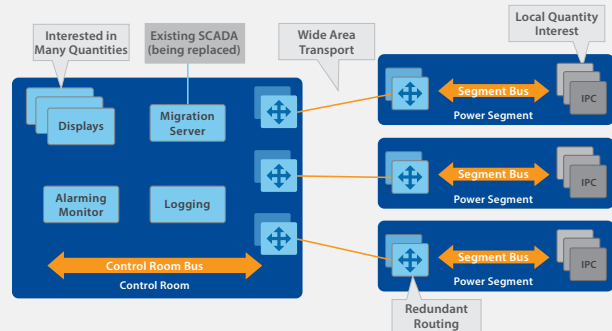 Interested in
Many Quantities
Existing SCADA
(being replaced)
Wide Area
Transport
Local Quantity
Interest
Displays
Migration
Server
Alarming
Monitor
Logging
Control Room Bus
Control Room
Segment Bus
IPC
Power Segment
Segment Bus
IPC
Power Segment
Segment Bus
IPC
Power Segment
Redundant
Routing